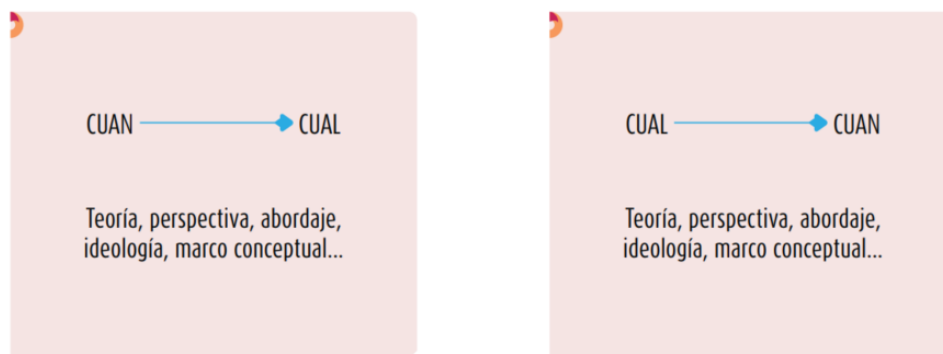 CUAN CUAL
Teoría, perspectiva, abordaje,
ideología, marco conceptual...
CUAL CUAN
Teoría, perspectiva, abordaje,
ideología, marco conceptual...